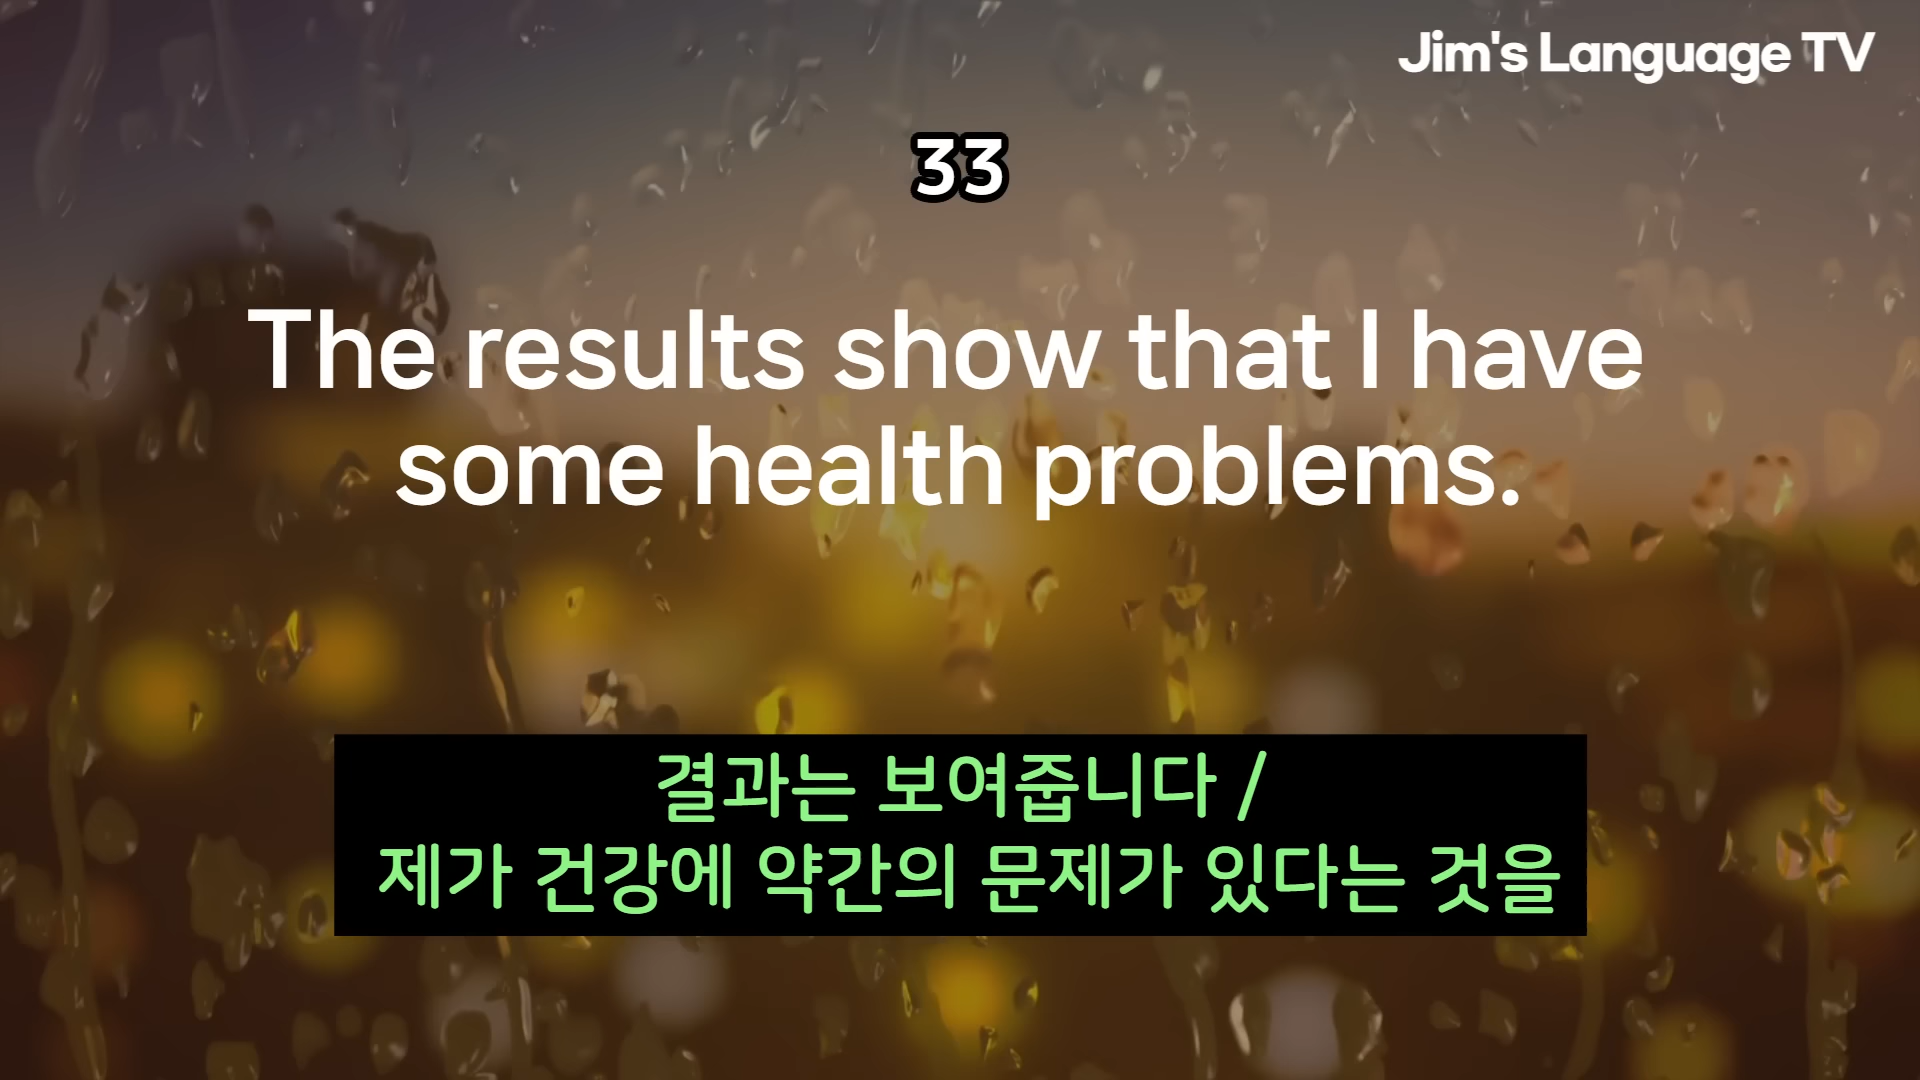 Jim's Language TV
33
The results show that I have
some health problems.
결과는 보여줍니다 /
제가 건강에 약간의 문제가 있다는 것을